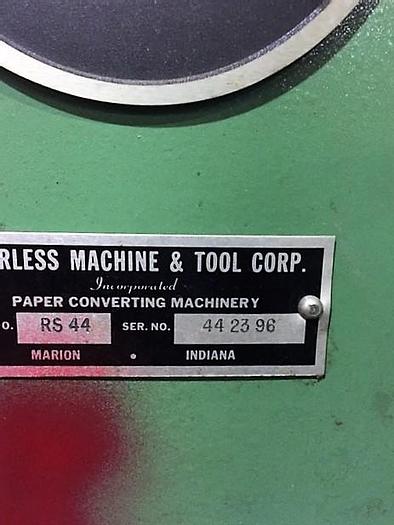 RLESS MACHINE & TOOL CORP.
Incorporated
PAPER CONVERTING MACHINERY
O. RS 44 SER. NO. 44 23 96
MARION • INDIANA